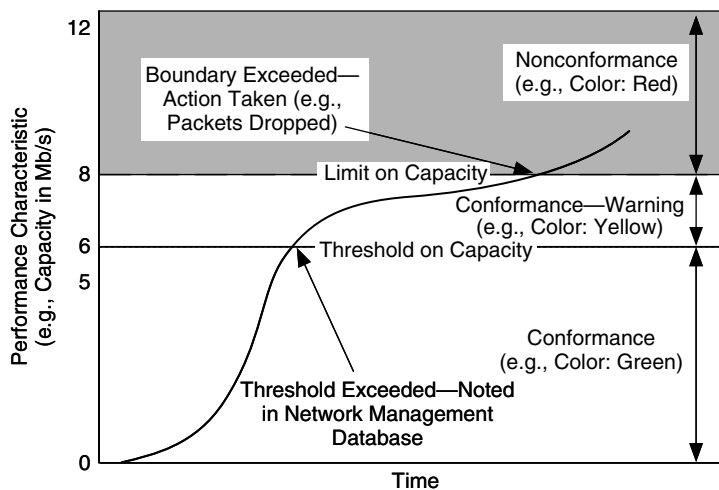 Performance Characteristic
(e.g., Capacity in Mb/s)
12
8
6
5
0
Boundary Exceeded—
Action Taken (e.g.,
Packets Dropped)
Nonconformance
(e.g., Color: Red)
Limit on Capacity
Conformance—Warning
(e.g., Color: Yellow)
Threshold on Capacity
Conformance
(e.g., Color: Green)
Threshold Exceeded—Noted
in Network Management
Database
Time